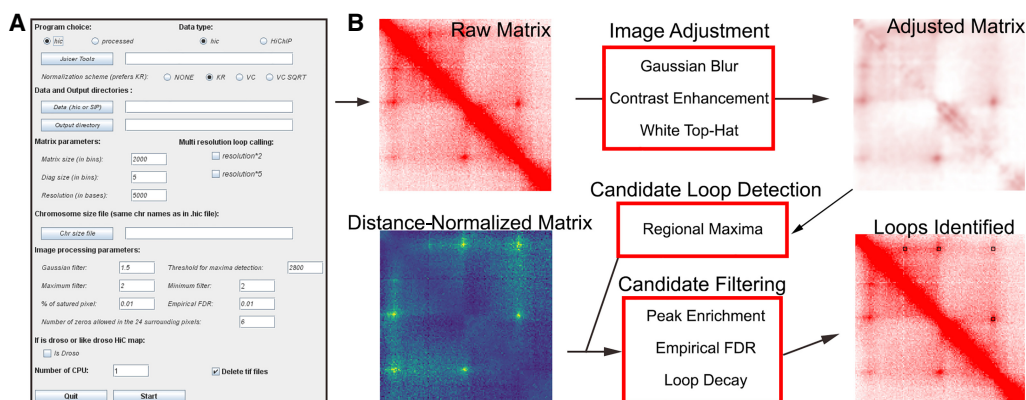 A
Program choice: Data type:
hic processed hic HiChIP
Juicer Tools
Normalization scheme (prefers KR): NONE KR VC VC SQRT
Data and Output directories :
Data (.hic or SIP)
Output directory
Matrix parameters: Multi resolution loop calling:
Matrix size (in bins): 2000 resolution*2
Diag size (in bins): 5 resolution*5
Resolution (in bases): 5000
Chromosome size file (same chr names as in .hic file):
Chr size file
Image processing parameters:
Gaussian filter: 1.5 Threshold for maxima detection: 2800
Maximum filter: 2 Minimum filter: 2
% of satured pixel: 0.01 Empirical FDR: 0.01
Number of zeros allowed in the 24 surrounding pixels: 6
If is droso or like droso HiC map:
Is Droso
Number of CPU: 1 Delete tif files
Quit Start
B
Raw Matrix
Image Adjustment
Gaussian Blur
Contrast Enhancement
White Top-Hat
Adjusted Matrix
Candidate Loop Detection
Regional Maxima
Distance-Normalized Matrix
Candidate Filtering
Peak Enrichment
Empirical FDR
Loop Decay
Loops Identified